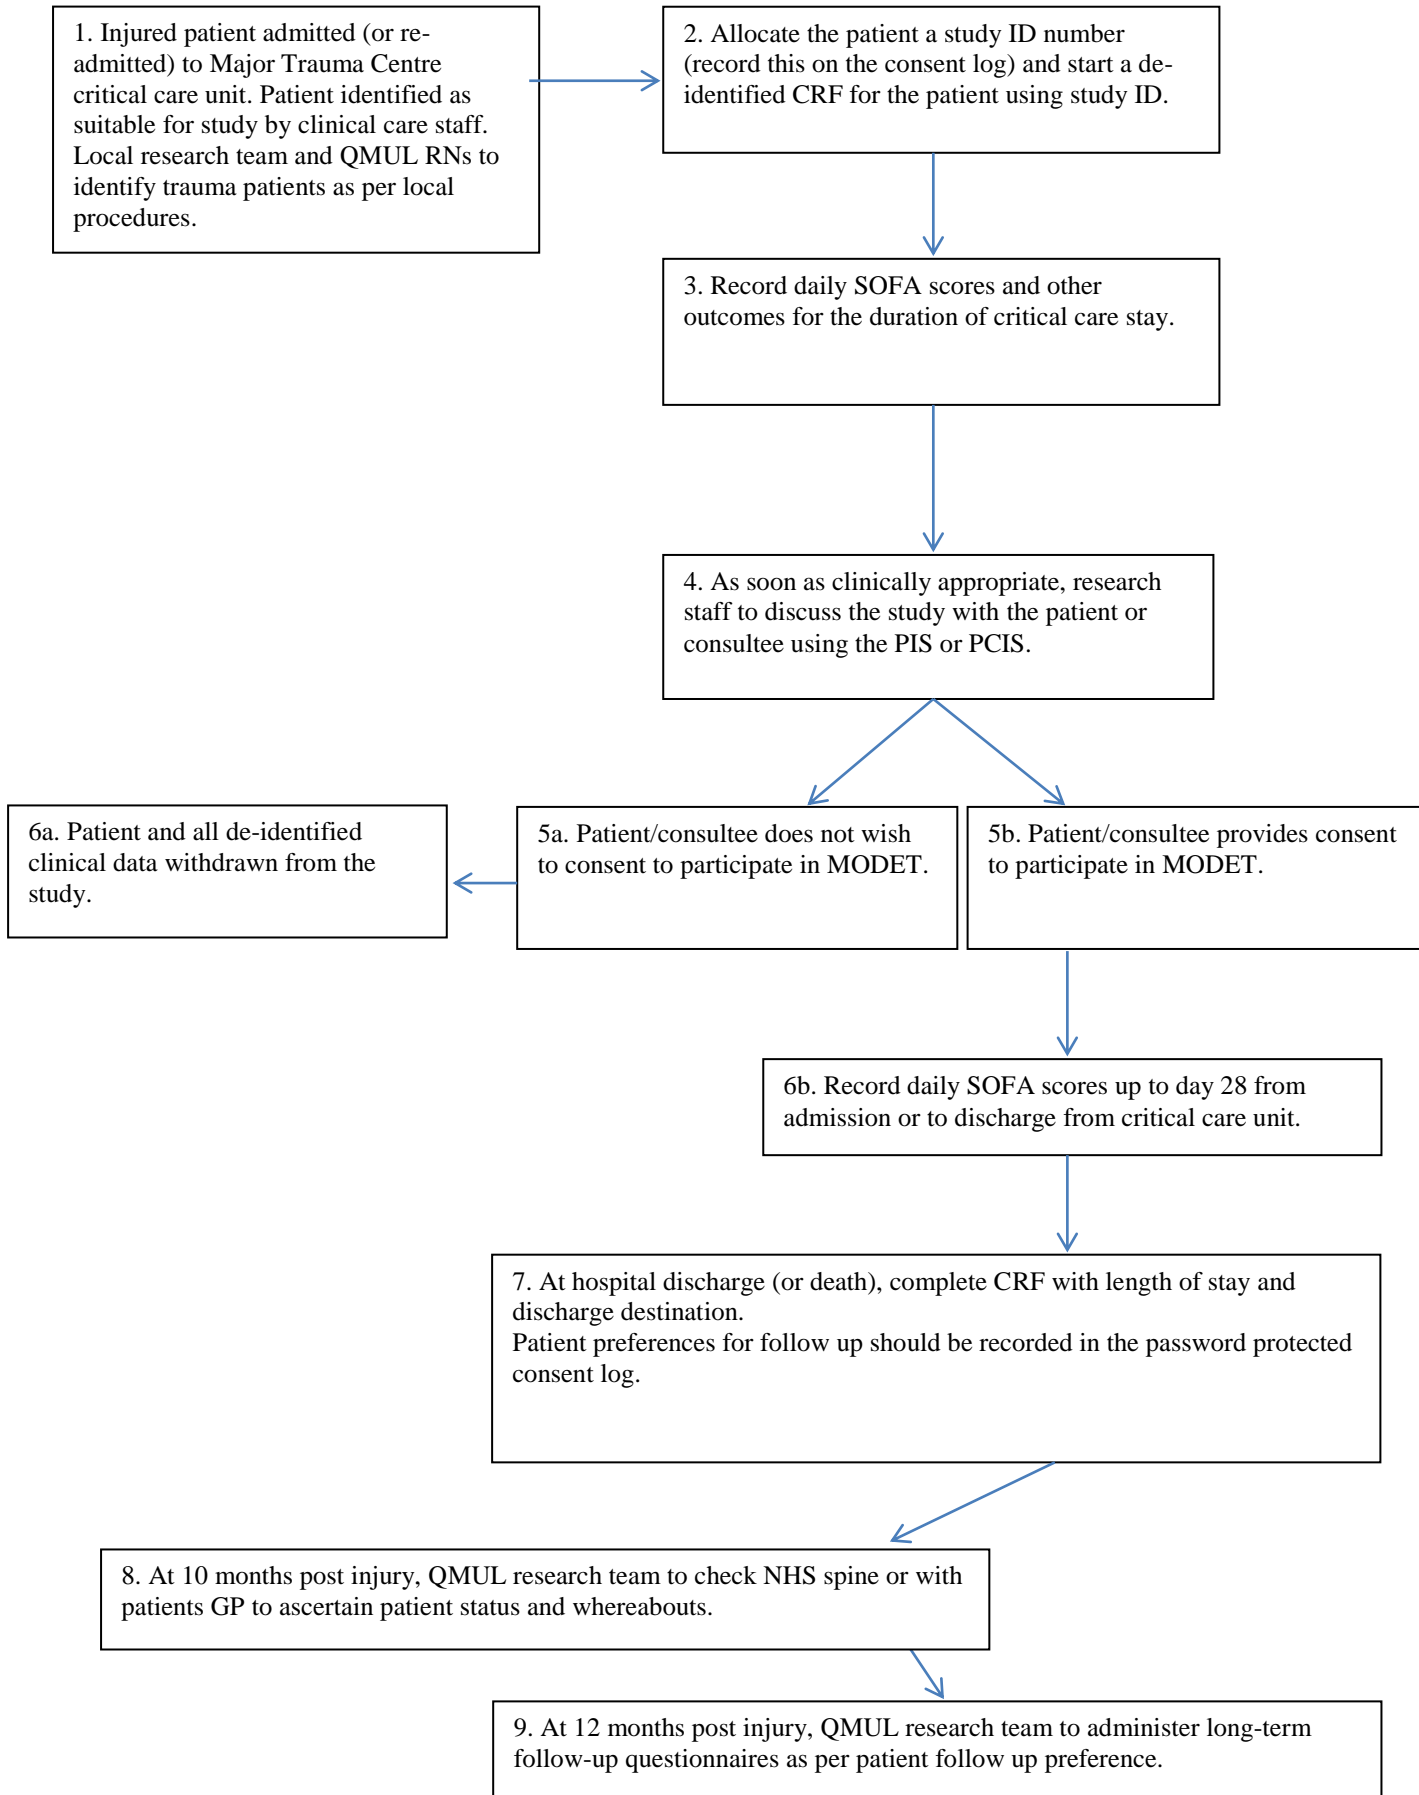 1. Injured patient admitted (or re-
admitted) to Major Trauma Centre
critical care unit. Patient identified as
suitable for study by clinical care staff.
Local research team and QMUL RNs to
identify trauma patients as per local
procedures.
2. Allocate the patient a study ID number
(record this on the consent log) and start a de-
identified CRF for the patient using study ID.
3. Record daily SOFA scores and other
outcomes for the duration of critical care stay.
4. As soon as clinically appropriate, research
staff to discuss the study with the patient or
consultee using the PIS or PCIS.
5a. Patient/consultee does not wish
to consent to participate in MODET.
5b. Patient/consultee provides consent
to participate in MODET.
6a. Patient and all de-identified
clinical data withdrawn from the
study.
6b. Record daily SOFA scores up to day 28 from
admission or to discharge from critical care unit.
7. At hospital discharge (or death), complete CRF with length of stay and
discharge destination.
Patient preferences for follow up should be recorded in the password protected
consent log.
8. At 10 months post injury, QMUL research team to check NHS spine or with
patients GP to ascertain patient status and whereabouts.
9. At 12 months post injury, QMUL research team to administer long-term
follow-up questionnaires as per patient follow up preference.